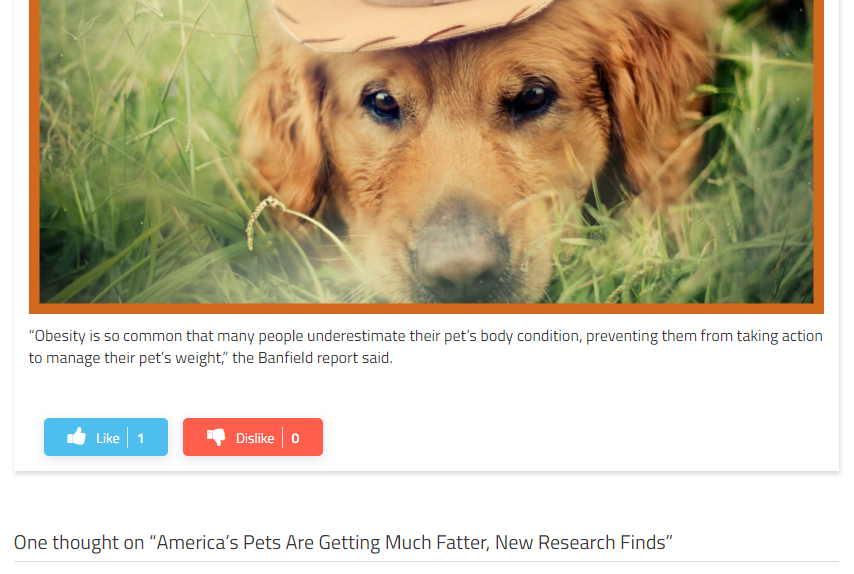 “Obesity is so common that many people underestimate their pet’s body condition, preventing them from taking action
to manage their pet’s weight,” the Banfield report said.
Like 1 Dislike 0
One thought on “America’s Pets Are Getting Much Fatter, New Research Finds”